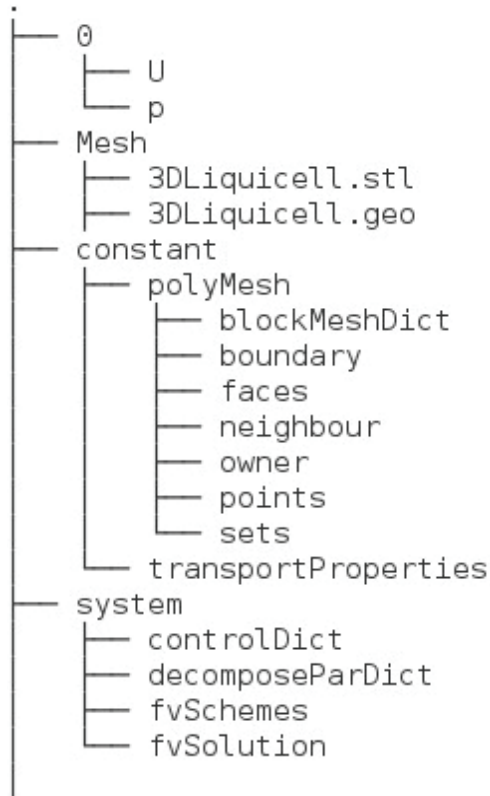 .
├── 0
│   ├── U
│   └── p
├── Mesh
│   ├── 3DLiquicell.stl
│   ├── 3DLiquicell.geo
├── constant
│   ├── polyMesh
│   │   ├── blockMeshDict
│   │   ├── boundary
│   │   ├── faces
│   │   ├── neighbour
│   │   ├── owner
│   │   ├── points
│   │   └── sets
│   └── transportProperties
├── system
│   ├── controlDict
│   ├── decomposeParDict
│   ├── fvSchemes
│   └── fvSolution
│